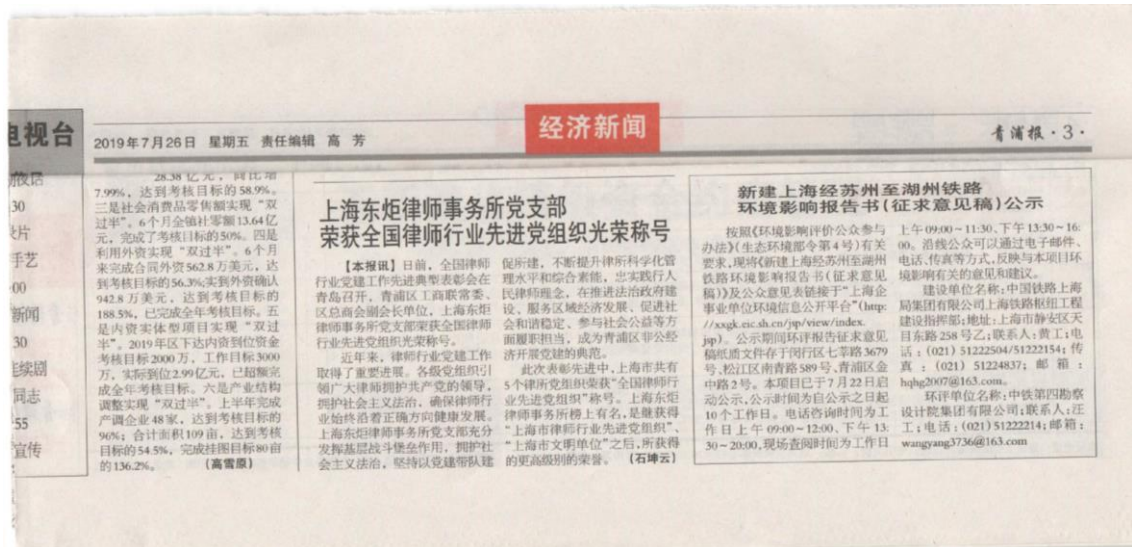 电视台
30
手艺
:00
新闻
30
连续剧
同志
:55
宣传
2019年7月26日 星期五 责任编辑 高 芳
经济新闻
青浦报·3·
28.38亿元，同比增
7.99%，达到考核目标的58.9%。
三是社会消费品零售额实现“双
过半”。6个月全镇社零额13.64亿
元，完成了考核目标的50%。四是
利用外资实现“双过半”。6个月
来完成合同外资562.8万美元，达
到考核目标的56.3%;实到外资确认
942.8万美元，达到考核目标的
188.5%，已完成全年考核目标。五
是内资实体型项目实现“双过
半”。2019年区下达内资到位资金
考核目标2000万，工作目标3000
万，实际到位2.99亿元，已超额完
成全年考核目标。六是产业结构
调整实现“双过半”。上半年完成
产调企业48家，达到考核目标的
96%；合计面积109亩，达到考核
目标的54.5%，完成挂图目标80亩
的136.2%。 (高雪原)
上海东炬律师事务所党支部
荣获全国律师行业先进党组织光荣称号
【本报讯】日前，全国律师
行业党建工作先进典型表彰会在
青岛召开，青浦区工商联常委、
区总商会副会长单位，上海东炬
律师事务所党支部荣获全国律师
行业先进党组织光荣称号。
近年来，律师行业党建工作
取得了重要进展。各级党组织引
领广大律师拥护共产党的领导，
拥护社会主义法治，确保律师行
业始终沿着正确方向健康发展。
上海东炬律师事务所党支部充分
发挥基层战斗堡垒作用，拥护社
会主义法治，坚持以党建带队建
促所建，不断提升律所科学化管
理水平和综合素能，忠实践行人
民律师理念，在推进法治政府建
设、服务区域经济发展、促进社
会和谐稳定、参与社会公益等方
面履职担当，成为青浦区非公经
济开展党建的典范。
此次表彰先进中，上海市共有
5个律所党组织荣获“全国律师行
业先进党组织”称号。上海东炬
律师事务所榜上有名，是继获得
“上海市律师行业先进党组织”、
“上海市文明单位”之后，所获得
的更高级别的荣誉。 (石坤云)
新建上海经苏州至湖州铁路
环境影响报告书(征求意见稿)公示
按照《环境影响评价公众参与
办法》(生态环境部令第4号)有关
要求，现将《新建上海经苏州至湖州
铁路环境影响报告书(征求意见
稿)》及公众意见表链接于“上海企
事业单位环境信息公开平台”(http:
//xxgk.eic.sh.cn/jsp/view/index.
jsp)。公示期间环评报告征求意见
稿纸质文件存于闵行区七莘路3679
号、松江区南青路589号、青浦区金
中路2号。本项目已于7月22日启
动公示，公示时间为自公示之日起
10个工作日。电话咨询时间为工
作日上午09:00~12:00、下午13:
30~20:00，现场查阅时间为工作日
上午09:00~11:30、下午13:30~16:
00。沿线公众可以通过电子邮件、
电话、传真等方式，反映与本项目环
境影响有关的意见和建议。
建设单位名称：中国铁路上海
局集团有限公司上海铁路枢纽工程
建设指挥部；地址：上海市静安区天
目东路258号乙；联系人：黄工；电
话：(021)51222504/51222154；传
真：(021)51224837；邮箱：
hqhg2007@163.com。
环评单位名称：中铁第四勘察
设计院集团有限公司；联系人：汪
工；电话：(021)51222214；邮箱：
wangyang3736@163.com